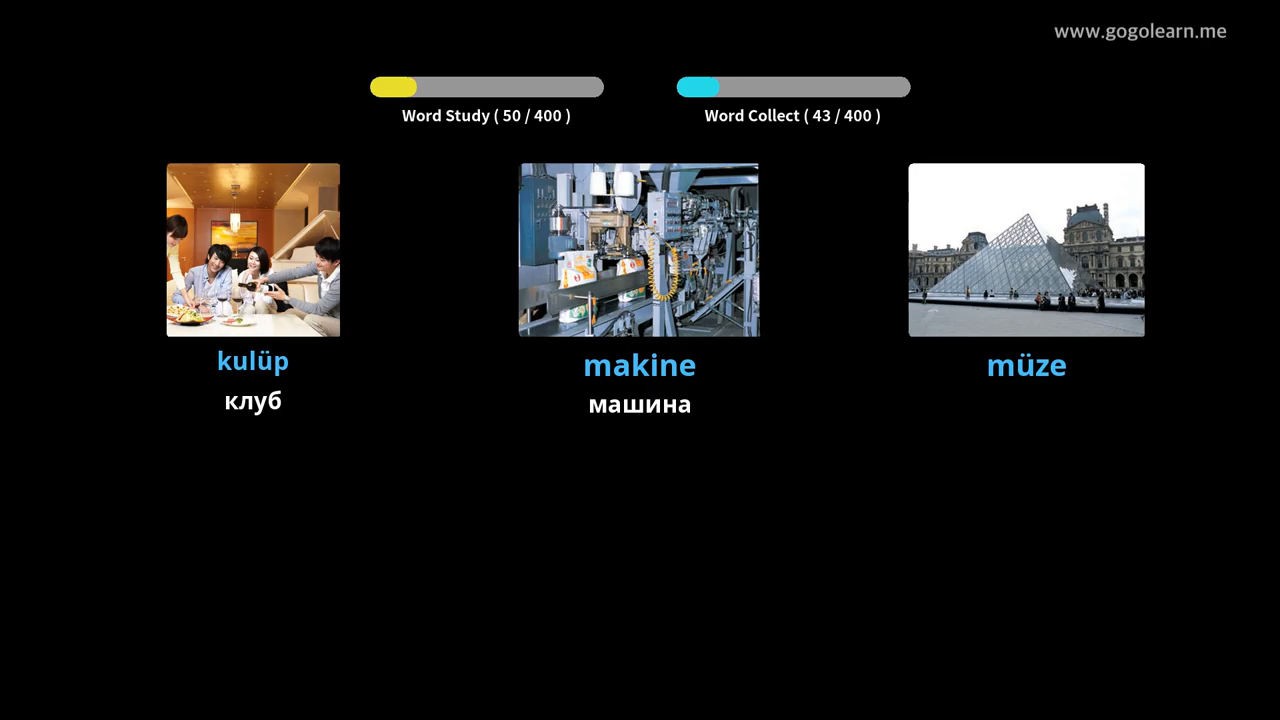 www.gogolearn.me
Word Study ( 50 / 400 )
Word Collect ( 43 / 400 )
kulüp
клуб
makine
машина
müze